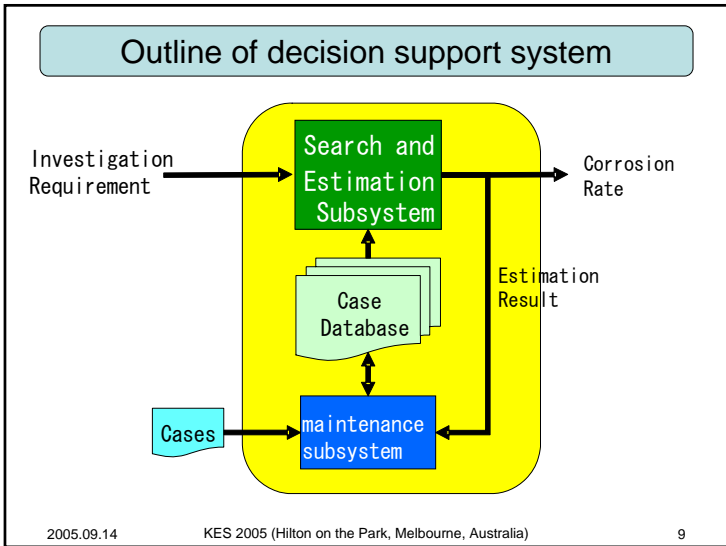 Outline of decision support system
Investigation
Requirement
Search and
Estimation
Subsystem
Corrosion
Rate
Case
Database
Estimation
Result
Cases
maintenance
subsystem
2005.09.14
KES 2005 (Hilton on the Park, Melbourne, Australia)
9